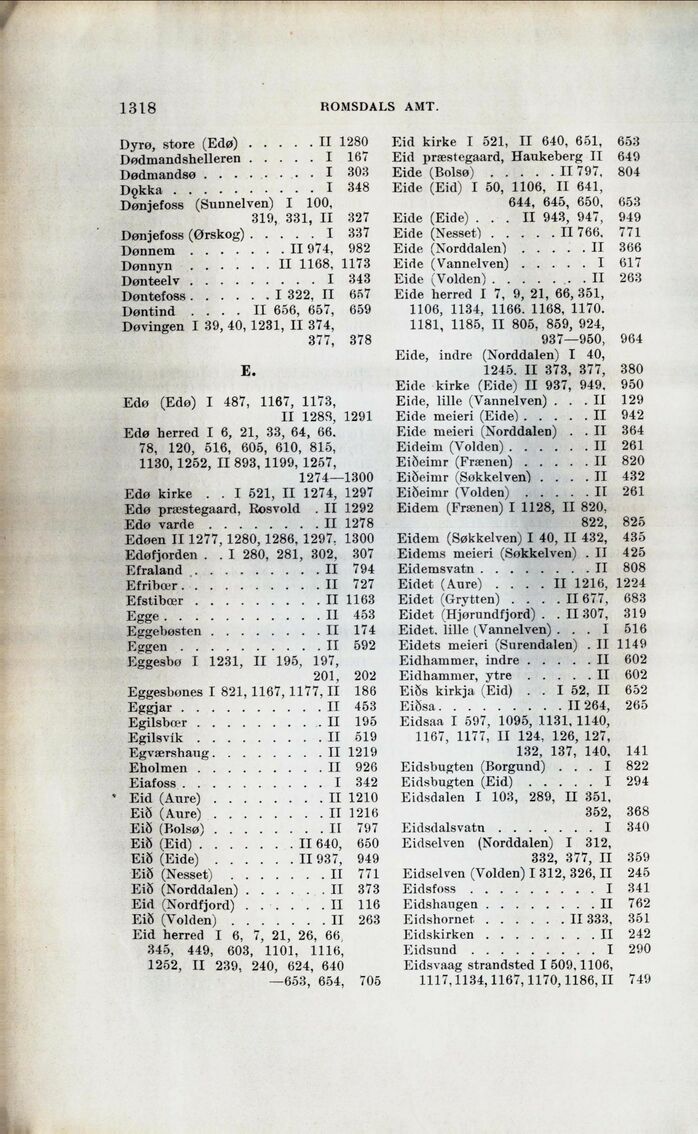 1318
ROMSDALS AMT.
Dyrø, store (Edø) . . . . . II 1280
Dødmandshelleren . . . . . I 167
Dødmandsø . . . . . . . . I 303
Dǫkka . . . . . . . . . . I 348
Dønjefoss (Sunnelven) I 100,
319, 331, II 327
Dønjefoss (Ørskog) . . . . . I 337
Dønnem . . . . . . . II 974, 982
Dønnyn . . . . . . II 1168, 1173
Dønteelv . . . . . . . . . I 343
Døntefoss . . . . . I 322, II 657
Døntind . . . . II 656, 657, 659
Døvingen I 39, 40, 1231, II 374,
377, 378
E.
Edø (Edø) I 487, 1167, 1173,
II 1288, 1291
Edø herred I 6, 21, 33, 64, 66.
78, 120, 516, 605, 610, 815,
1130, 1252, II 893, 1199, 1257,
1274—1300
Edø kirke . . I 521, II 1274, 1297
Edø præstegaard, Rosvold . II 1292
Edø varde . . . . . . . . II 1278
Edøen II 1277, 1280, 1286, 1297, 1300
Edøfjorden . . I 280, 281, 302, 307
Efraland . . . . . . . . . II 794
Efribœr . . . . . . . . . . II 727
Efstibœr . . . . . . . . . II 1163
Egge . . . . . . . . . . . II 453
Eggebøsten . . . . . . . . II 174
Eggen . . . . . . . . . . II 592
Eggesbø I 1231, II 195, 197,
201, 202
Eggesbønes I 821, 1167, 1177, II 186
Eggjar . . . . . . . . . . II 453
Egilsbœr . . . . . . . . . II 195
Egilsvík . . . . . . . . . II 519
Egværshaug . . . . . . . . II 1219
Eholmen . . . . . . . . . II 926
Eiafoss . . . . . . . . . . I 342
Eid (Aure) . . . . . . . . II 1210
Eið (Aure) . . . . . . . . II 1216
Eið (Bolsø) . . . . . . . . II 797
Eið (Eid) . . . . . . . II 640, 650
Eið (Eide) . . . . . . II 937, 949
Eið (Nesset) . . . . . . . II 771
Eið (Norddalen) . . . . . . II 373
Eid (Nordfjord) . . . . . . II 116
Eið (Volden) . . . . . . . II 263
Eid herred I 6, 7, 21, 26, 66,
345, 449, 603, 1101, 1116,
1252, II 239, 240, 624, 640
—653, 654, 705
Eid kirke I 521, II 640, 651, 653
Eid præstegaard, Haukeberg II 649
Eide (Bolsø) . . . . . II 797, 804
Eide (Eid) I 50, 1106, II 641,
644, 645, 650, 653
Eide (Eide) . . . II 943, 947, 949
Eide (Nesset) . . . . . II 766, 771
Eide (Norddalen) . . . . . II 366
Eide (Vannelven) . . . . . I 617
Eide (Volden) . . . . . . . II 263
Eide herred I 7, 9, 21, 66, 351,
1106, 1134, 1166. 1168, 1170.
1181, 1185, II 805, 859, 924,
937—950, 964
Eide, indre (Norddalen) I 40,
1245. II 373, 377, 380
Eide kirke (Eide) II 937, 949. 950
Eide, lille (Vannelven) . . . II 129
Eide meieri (Eide) . . . . . II 942
Eide meieri (Norddalen) . . II 364
Eideim (Volden) . . . . . . II 261
Eiðeimr (Frænen) . . . . . II 820
Eiðeimr (Søkkelven) . . . . II 432
Eiðeimr (Volden) . . . . . II 261
Eidem (Frænen) I 1128, II 820,
822, 825
Eidem (Søkkelven) I 40, II 432, 435
Eidems meieri (Søkkelven) . II 425
Eidemsvatn . . . . . . . . II 808
Eidet (Aure) . . . . II 1216, 1224
Eidet (Grytten) . . . . II 677, 683
Eidet (Hjørundfjord) . . II 307, 319
Eidet. lille (Vannelven) . . . I 516
Eidets meieri (Surendalen) . II 1149
Eidhammer, indre . . . . . II 602
Eidhammer, ytre . . . . . II 602
Eiðs kirkja (Eid) . . I 52, II 652
Eiðsa . . . . . . . . . II 264, 265
Eidsaa I 597, 1095, 1131, 1140,
1167, 1177, II 124, 126, 127,
132, 137, 140, 141
Eidsbugten (Borgund) . . . I 822
Eidsbugten (Eid) . . . . . I 294
Eidsdalen I 103, 289, II 351,
352, 368
Eidsdalsvatn . . . . . . . I 340
Eidselven (Norddalen) I 312,
332, 377, II 359
Eidselven (Volden) I 312, 326, II 245
Eidsfoss . . . . . . . . . I 341
Eidshaugen . . . . . . . . II 762
Eidshornet . . . . . . II 333, 351
Eidskirken . . . . . . . . II 242
Eidsund . . . . . . . . . I 290
Eidsvaag strandsted I 509, 1106,
1117, 1134, 1167, 1170, 1186, II 749